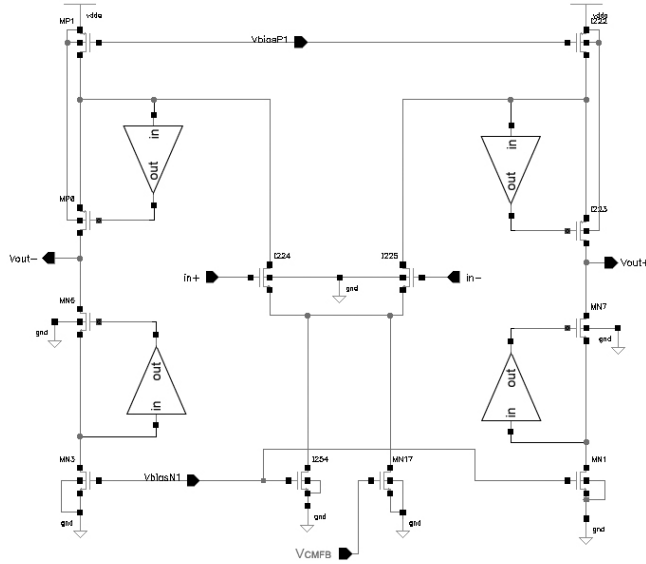 MP1 vdda vdda I222
VbiasP1
in in
out out
MP0 I223
Vout- I224 I225 Vout+
in+ in-
gnd
MN6 MN7
gnd gnd
out out
in in
MN3 VbiasN1 I254 MN17 MN1
gnd gnd gnd gnd
VCMFB